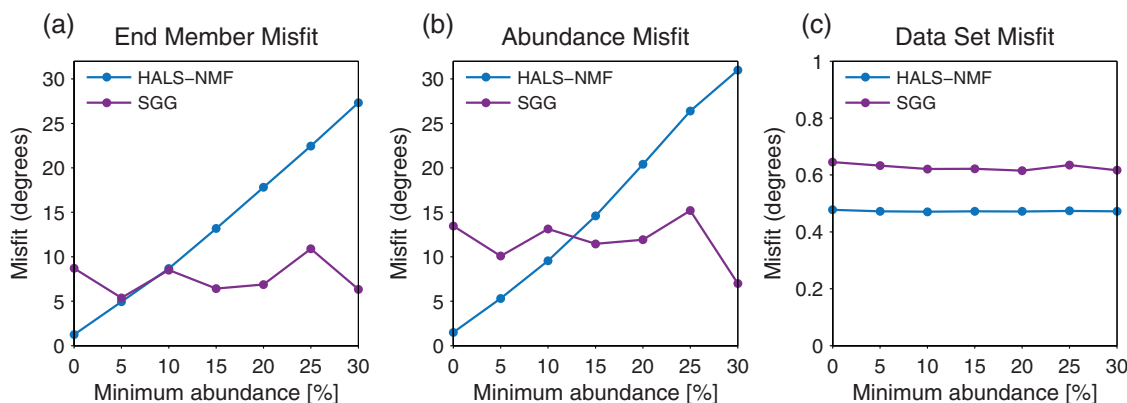 (a)
End Member Misfit
HALS–NMF
SGG
Misfit (degrees)
30
25
20
15
10
5
0
0 5 10 15 20 25 30
Minimum abundance [%]
(b)
Abundance Misfit
HALS–NMF
SGG
Misfit (degrees)
30
25
20
15
10
5
0
0 5 10 15 20 25 30
Minimum abundance [%]
(c)
Data Set Misfit
HALS–NMF
SGG
Misfit (degrees)
1
0.8
0.6
0.4
0.2
0
0 5 10 15 20 25 30
Minimum abundance [%]